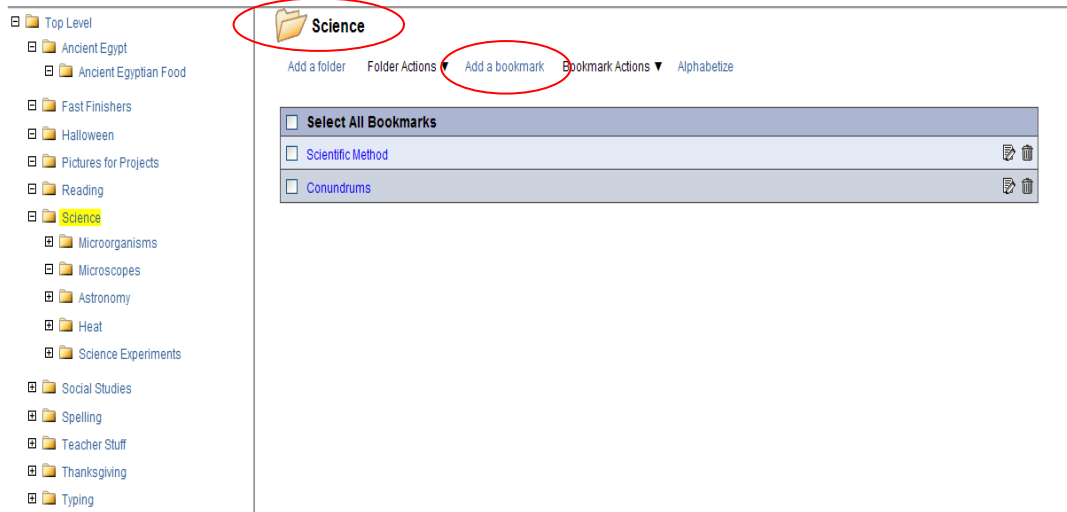 Top Level
Ancient Egypt
Ancient Egyptian Food
Fast Finishers
Halloween
Pictures for Projects
Reading
Science
Microorganisms
Microscopes
Astronomy
Heat
Science Experiments
Social Studies
Spelling
Teacher Stuff
Thanksgiving
Typing
Science
Add a folder Folder Actions ▼ Add a bookmark Bookmark Actions ▼ Alphabetize
Select All Bookmarks
Scientific Method
Conundrums